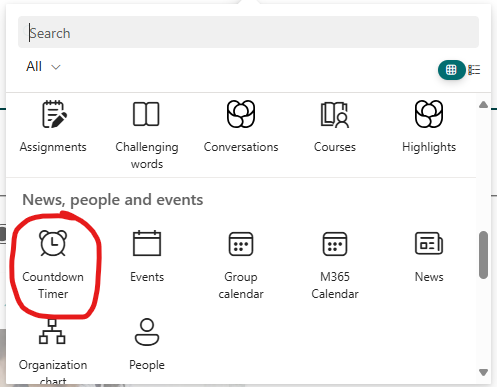 Search
All
Assignments
Challenging
words
Conversations
Courses
Highlights
News, people and events
Countdown
Timer
Events
Group
calendar
M365
Calendar
News
Organization
chart
People